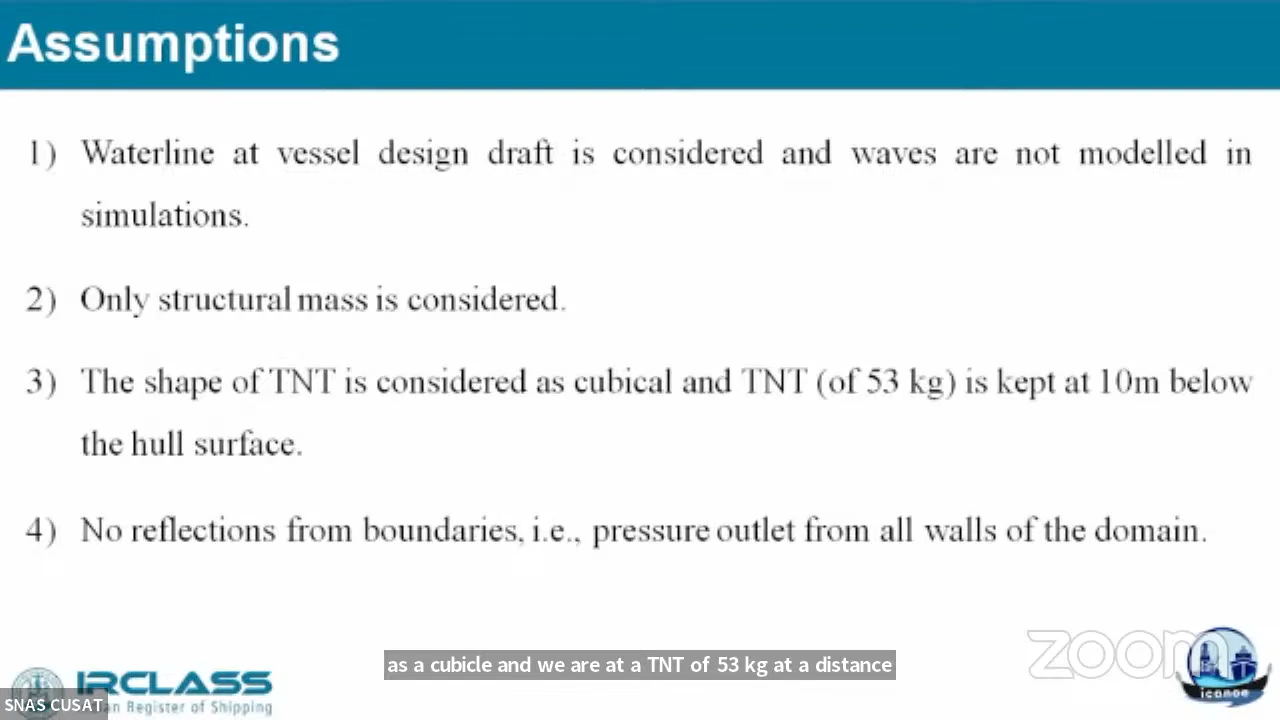 Assumptions
1) Waterline at vessel design draft is considered and waves are not modelled in
simulations.
2) Only structural mass is considered.
3) The shape of TNT is considered as cubical and TNT (of 53 kg) is kept at 10m below
the hull surface.
4) No reflections from boundaries, i.e., pressure outlet from all walls of the domain.
as a cubicle and we are at a TNT of 53 kg at a distance
zoom
icanoe
IRCLASS
an Register of Shipping
SNAS CUSAT